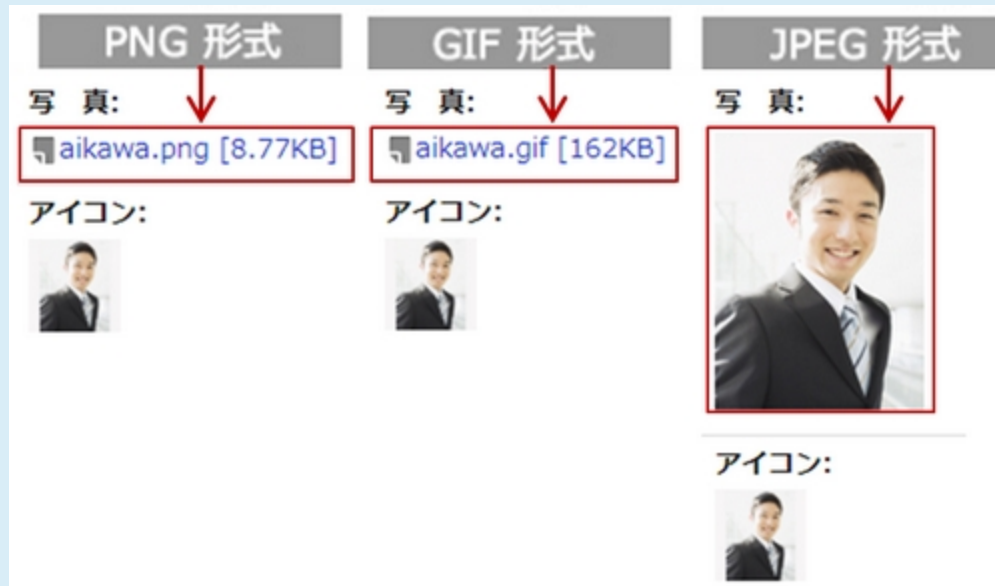 PNG 形式
写 真:
aikawa.png [8.77KB]
アイコン:
GIF 形式
写 真:
aikawa.gif [162KB]
アイコン:
JPEG 形式
写 真:
アイコン: